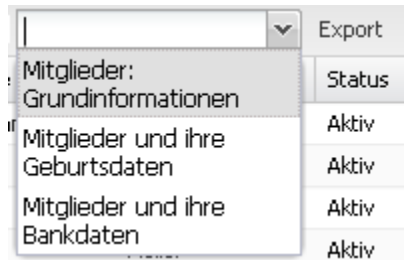 Export
Mitglieder:
Grundinformationen
Status
Mitglieder und ihre
Geburtsdaten
Aktiv
Aktiv
Mitglieder und ihre
Bankdaten
Aktiv
Aktiv